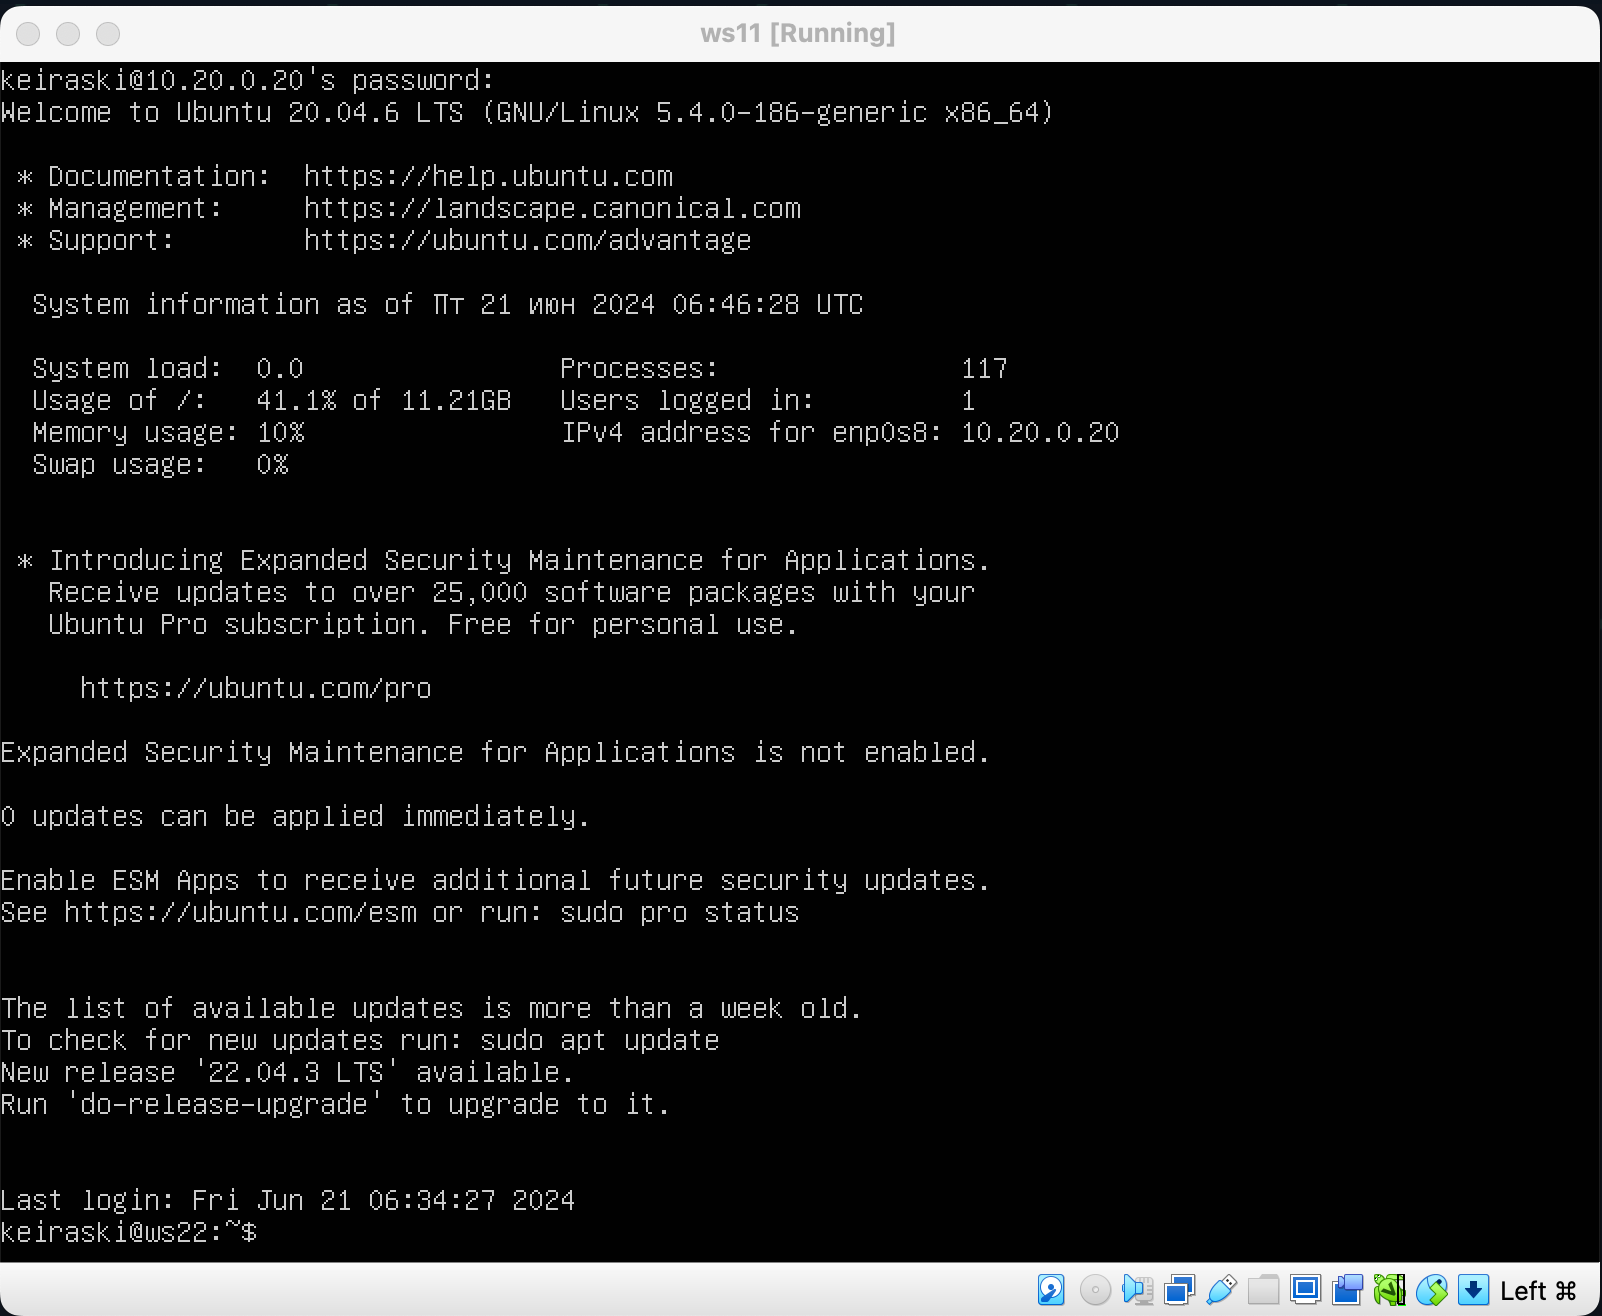 ws11 [Running]
keiraski@10.20.0.20's password:
Welcome to Ubuntu 20.04.6 LTS (GNU/Linux 5.4.0-186-generic x86_64)
* Documentation:  https://help.ubuntu.com
* Management:     https://landscape.canonical.com
* Support:        https://ubuntu.com/advantage
System information as of Пт 21 июн 2024 06:46:28 UTC
System load:  0.0                Processes:               117
Usage of /:   41.1% of 11.21GB   Users logged in:         1
Memory usage: 10%                IPv4 address for enp0s8: 10.20.0.20
Swap usage:   0%
* Introducing Expanded Security Maintenance for Applications.
Receive updates to over 25,000 software packages with your
Ubuntu Pro subscription. Free for personal use.
https://ubuntu.com/pro
Expanded Security Maintenance for Applications is not enabled.
0 updates can be applied immediately.
Enable ESM Apps to receive additional future security updates.
See https://ubuntu.com/esm or run: sudo pro status
The list of available updates is more than a week old.
To check for new updates run: sudo apt update
New release '22.04.3 LTS' available.
Run 'do-release-upgrade' to upgrade to it.
Last login: Fri Jun 21 06:34:27 2024
keiraski@ws22:~$
Left ⌘